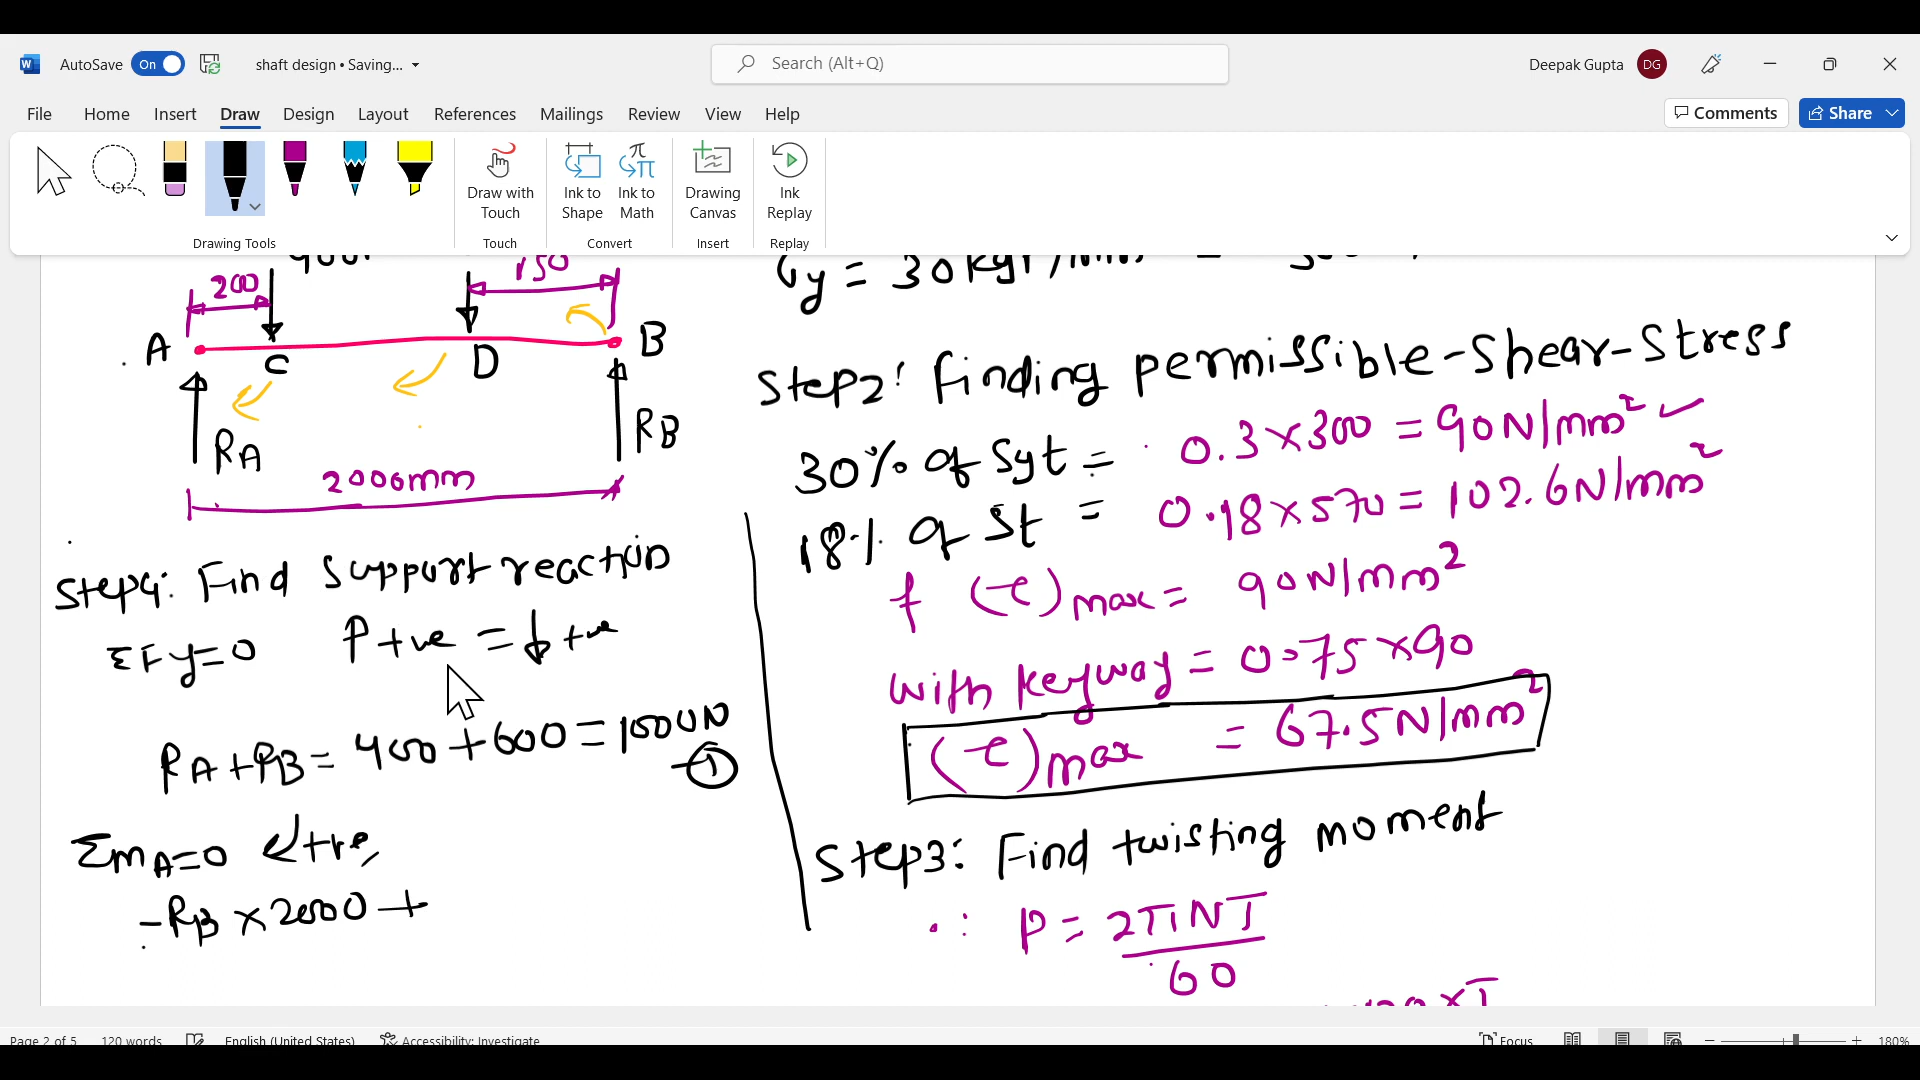 AutoSave On shaft design • Saving... Search (Alt+Q) Deepak Gupta DG
File Home Insert Draw Design Layout References Mailings Review View Help Comments Share
Draw with Touch
Ink to Shape
Ink to Math
Drawing Canvas
Ink Replay
Drawing Tools Touch Convert Insert Replay
200
150
A C D B
RA
RB
2000mm
Step4: Find Support reaction
ΣFy=0 ↑+ve = ↓+ve
RA+RB = 400+600 = 1000N
①
ΣmA=0 +ve,
-RB × 2000 +
Step2: Finding permissible-Shear-Stress
30% of Syt = 0.3×300 = 90N/mm² ✓
18% of St = 0.18×570 = 102.6N/mm²
(τ)max = 90N/mm²
with keyway = 0.75×90
(τ)max = 67.5N/mm²
Step3: Find twisting moment
∴ P = 2πNT
60
Page 2 of 5 120 words English (United States) Accessibility: Investigate Focus 180%